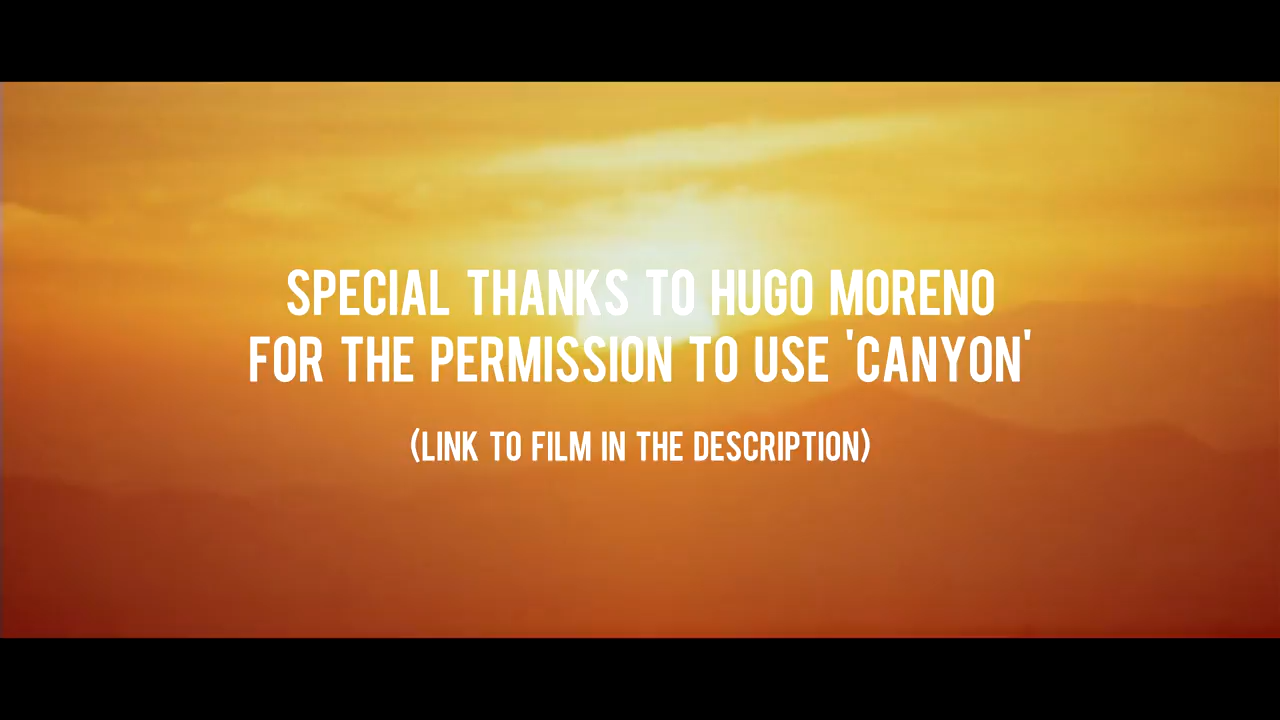 SPECIAL THANKS TO HUGO MORENO
FOR THE PERMISSION TO USE 'CANYON'
(LINK TO FILM IN THE DESCRIPTION)